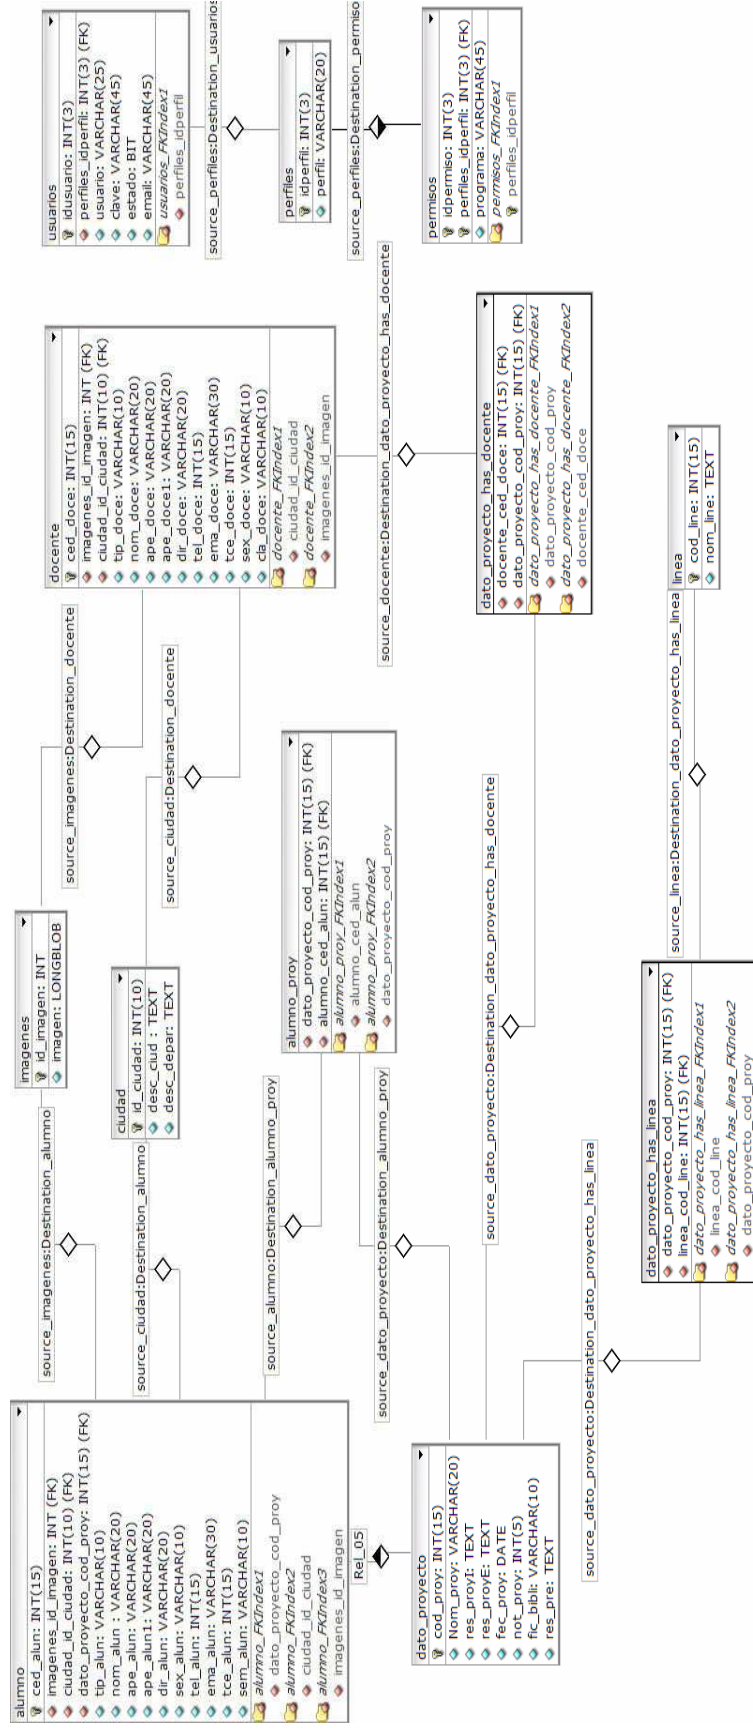 alumno
ced_alun: INT(15)
imagenes_id_imagen: INT (FK)
ciudad_id_ciudad: INT(10) (FK)
dato_proyecto_cod_proy: INT(15) (FK)
tip_alun: VARCHAR(10)
nom_alun : VARCHAR(20)
ape_alun: VARCHAR(20)
ape_alun1: VARCHAR(20)
dir_alun: VARCHAR(20)
sex_alun: VARCHAR(10)
tel_alun: INT(15)
ema_alun: VARCHAR(30)
tce_alun: INT(15)
sem_alun: VARCHAR(10)
alumno_FKIndex1
dato_proyecto_cod_proy
alumno_FKIndex2
ciudad_id_ciudad
alumno_FKIndex3
imagenes_id_imagen
source_imagenes:Destination_alumno
imagenes
id_imagen: INT
imagen: LONGBLOB
source_imagenes:Destination_docente
source_ciudad:Destination_alumno
ciudad
id_ciudad: INT(10)
desc_ciud : TEXT
desc_depar: TEXT
source_ciudad:Destination_docente
docente
ced_doce: INT(15)
imagenes_id_imagen: INT (FK)
ciudad_id_ciudad: INT(10) (FK)
tip_doce: VARCHAR(10)
nom_doce: VARCHAR(20)
ape_doce: VARCHAR(20)
ape_doce1: VARCHAR(20)
dir_doce: VARCHAR(20)
tel_doce: INT(15)
ema_doce: VARCHAR(30)
tce_doce: INT(15)
sex_doce: VARCHAR(10)
cla_doce: VARCHAR(10)
docente_FKIndex1
ciudad_id_ciudad
docente_FKIndex2
imagenes_id_imagen
usuarios
idusuario: INT(3)
perfiles_idperfil: INT(3) (FK)
usuario: VARCHAR(25)
clave: VARCHAR(45)
estado: BIT
email: VARCHAR(45)
usuarios_FKIndex1
perfiles_idperfil
source_perfiles:Destination_usuarios
perfiles
idperfil: INT(3)
perfil: VARCHAR(20)
source_perfiles:Destination_permiso
permisos
idpermiso: INT(3)
perfiles_idperfil: INT(3) (FK)
programa: VARCHAR(45)
permisos_FKIndex1
perfiles_idperfil
source_alumno:Destination_alumno_proy
alumno_proy
dato_proyecto_cod_proy: INT(15) (FK)
alumno_ced_alun: INT(15) (FK)
alumno_proy_FKIndex1
alumno_ced_alun
alumno_proy_FKIndex2
dato_proyecto_cod_proy
source_dato_proyecto:Destination_alumno_proy
source_docente:Destination_dato_proyecto_has_docente
Rel_05
dato_proyecto
cod_proy: INT(15)
Nom_proy: VARCHAR(20)
res_proyI: TEXT
res_proyE: TEXT
fec_proy: DATE
not_proy: INT(5)
fic_bibli: VARCHAR(10)
res_pre: TEXT
source_dato_proyecto:Destination_dato_proyecto_has_docente
dato_proyecto_has_docente
docente_ced_doce: INT(15) (FK)
dato_proyecto_cod_proy: INT(15) (FK)
dato_proyecto_has_docente_FKIndex1
dato_proyecto_cod_proy
dato_proyecto_has_docente_FKIndex2
docente_ced_doce
source_dato_proyecto:Destination_dato_proyecto_has_linea
dato_proyecto_has_linea
dato_proyecto_cod_proy: INT(15) (FK)
linea_cod_line: INT(15) (FK)
dato_proyecto_has_linea_FKIndex1
linea_cod_line
dato_proyecto_has_linea_FKIndex2
dato_proyecto_cod_proy
source_linea:Destination_dato_proyecto_has_linea
linea
cod_line: INT(15)
nom_line: TEXT